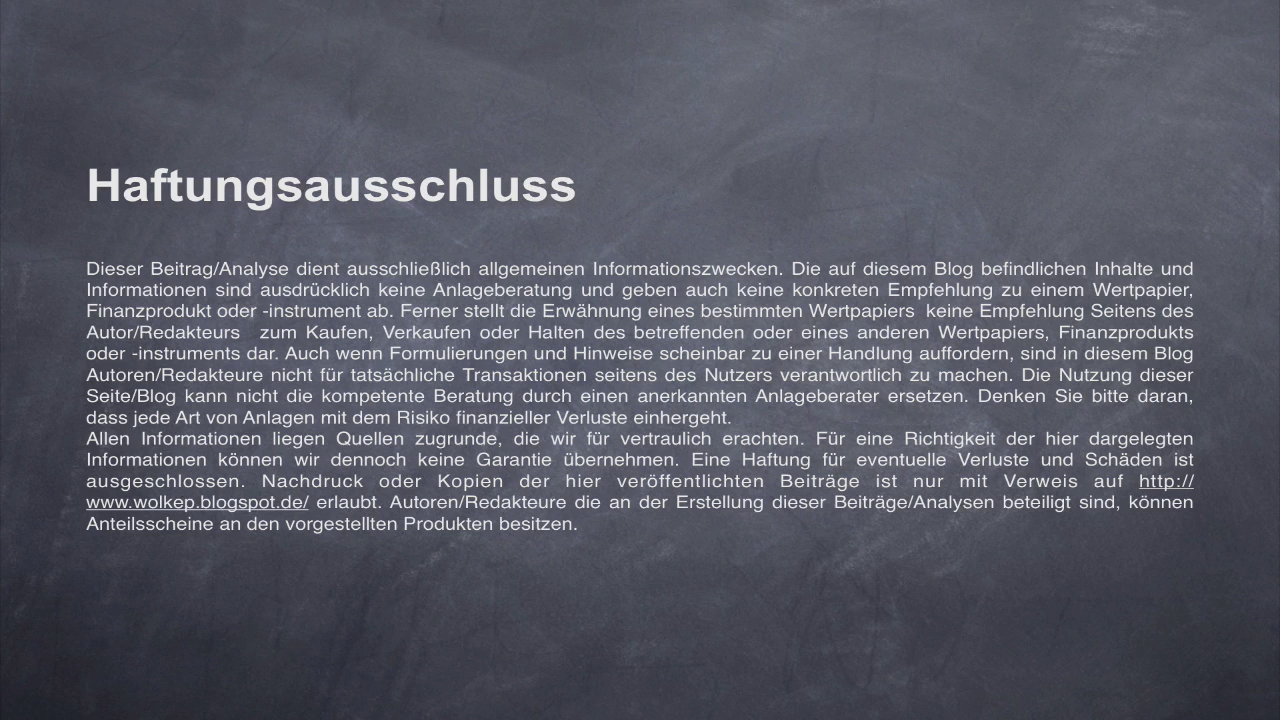 Haftungsausschluss
Dieser Beitrag/Analyse dient ausschließlich allgemeinen Informationszwecken. Die auf diesem Blog befindlichen Inhalte und
Informationen sind ausdrücklich keine Anlageberatung und geben auch keine konkreten Empfehlung zu einem Wertpapier,
Finanzprodukt oder -instrument ab. Ferner stellt die Erwähnung eines bestimmten Wertpapiers  keine Empfehlung Seitens des
Autor/Redakteurs  zum Kaufen, Verkaufen oder Halten des betreffenden oder eines anderen Wertpapiers, Finanzprodukts
oder -instruments dar. Auch wenn Formulierungen und Hinweise scheinbar zu einer Handlung auffordern, sind in diesem Blog
Autoren/Redakteure nicht für tatsächliche Transaktionen seitens des Nutzers verantwortlich zu machen. Die Nutzung dieser
Seite/Blog kann nicht die kompetente Beratung durch einen anerkannten Anlageberater ersetzen. Denken Sie bitte daran,
dass jede Art von Anlagen mit dem Risiko finanzieller Verluste einhergeht.
Allen Informationen liegen Quellen zugrunde, die wir für vertraulich erachten. Für eine Richtigkeit der hier dargelegten
Informationen können wir dennoch keine Garantie übernehmen. Eine Haftung für eventuelle Verluste und Schäden ist
ausgeschlossen. Nachdruck oder Kopien der hier veröffentlichten Beiträge ist nur mit Verweis auf http://
www.wolkep.blogspot.de/ erlaubt. Autoren/Redakteure die an der Erstellung dieser Beiträge/Analysen beteiligt sind, können
Anteilsscheine an den vorgestellten Produkten besitzen.